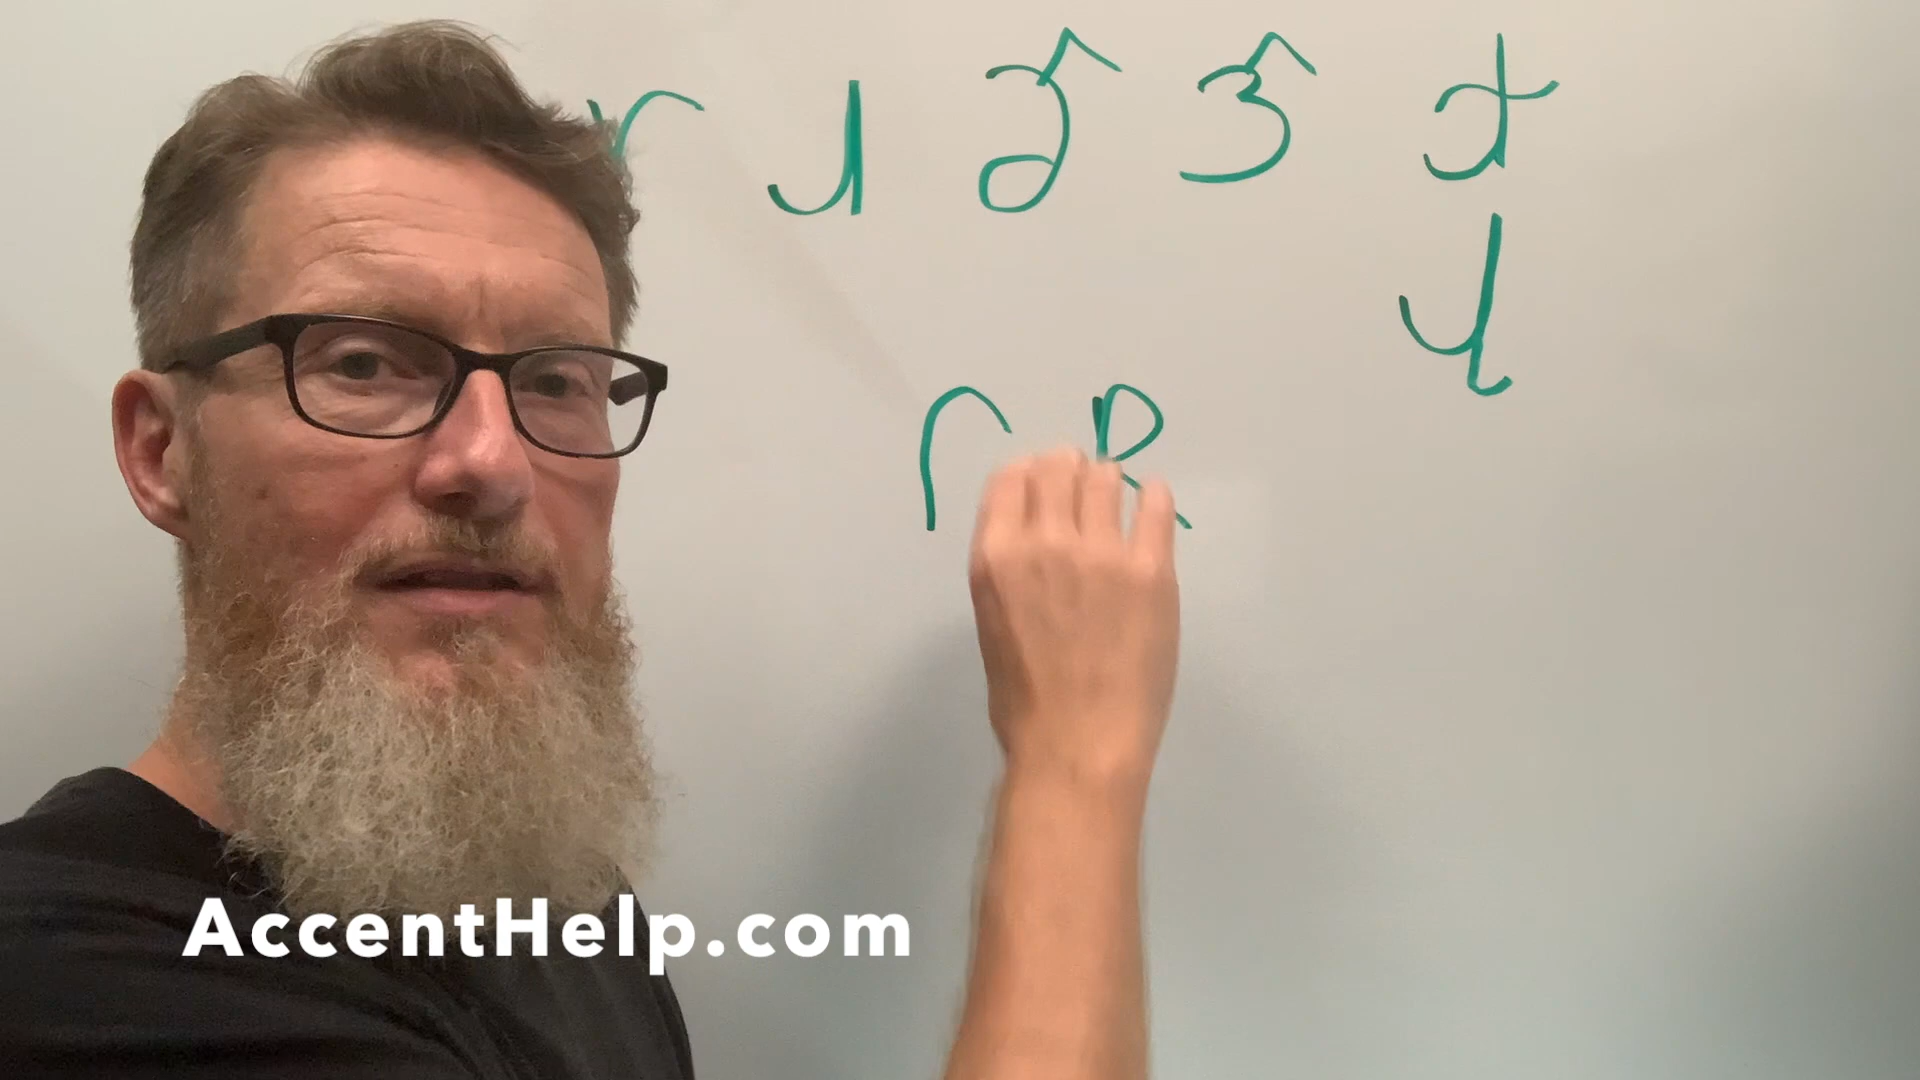 r ɹ ɚ ɝ ɾ
ɻ
ɾ R
AccentHelp.com